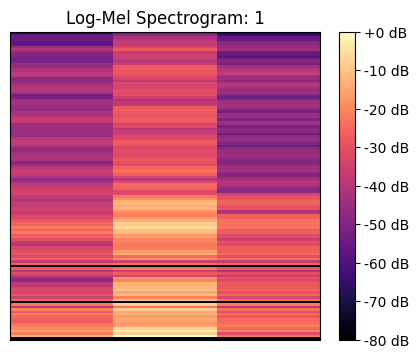 Log-Mel Spectrogram: 1
+0 dB
-10 dB
-20 dB
-30 dB
-40 dB
-50 dB
-60 dB
-70 dB
-80 dB